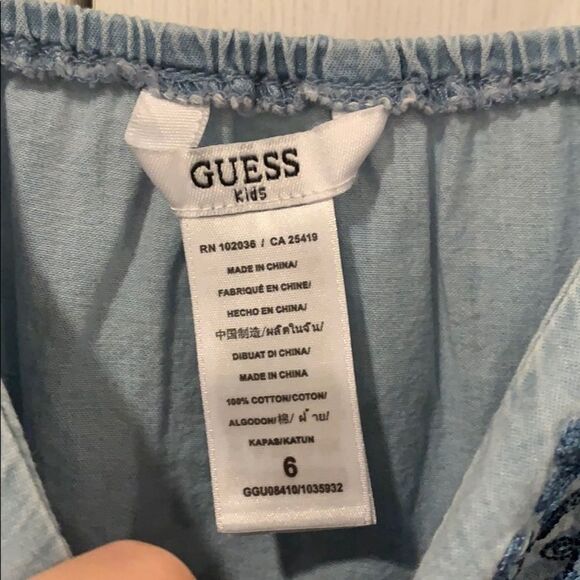 GUESS
kids
RN 102036 / CA 25419
MADE IN CHINA/
FABRIQUÉ EN CHINE/
HECHO EN CHINA/
中国制造/ผลิตในจีน/
DIBUAT DI CHINA/
MADE IN CHINA
100% COTTON/COTON/
ALGODON/棉/ ฝ้าย/
KAPAS/KATUN
6
GGU08410/1035932